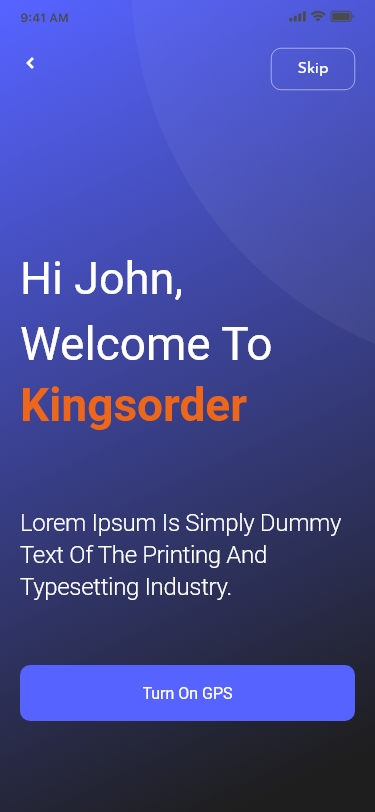 9:41 AM
Skip
Hi John,
Welcome To
Kingsorder
Lorem Ipsum Is Simply Dummy
Text Of The Printing And
Typesetting Industry.
Turn On GPS